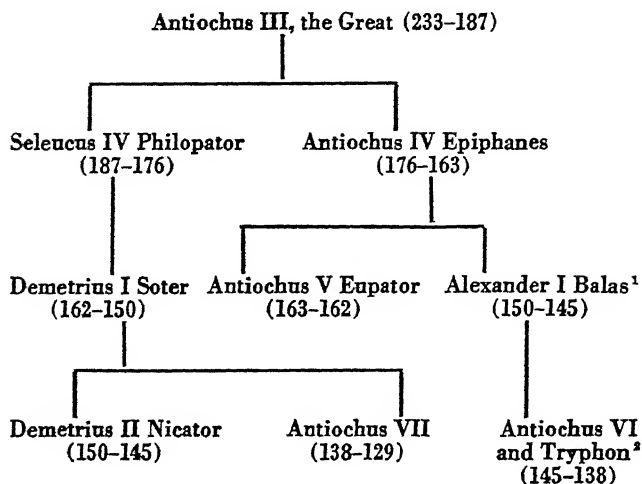 Antiochus III, the Great (233–187)
Seleucus IV Philopator Antiochus IV Epiphanes
(187–176) (176–163)
Demetrius I Soter Antiochus V Eupator Alexander I Balas¹
(162–150) (163–162) (150–145)
Demetrius II Nicator Antiochus VII Antiochus VI
(150–145) (138–129) and Tryphon²
(145–138)